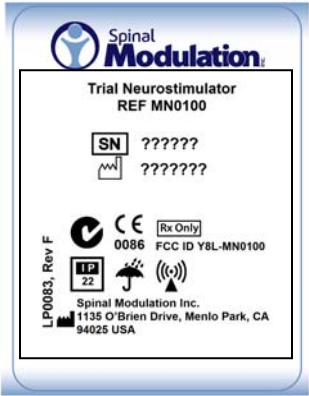 Spinal
Modulation INC.
Trial Neurostimulator
REF MN0100
SN ??????
???????
CE Rx Only
0086 FCC ID Y8L-MN0100
IP
22
LP0083, Rev F
Spinal Modulation Inc.
1135 O'Brien Drive, Menlo Park, CA
94025 USA